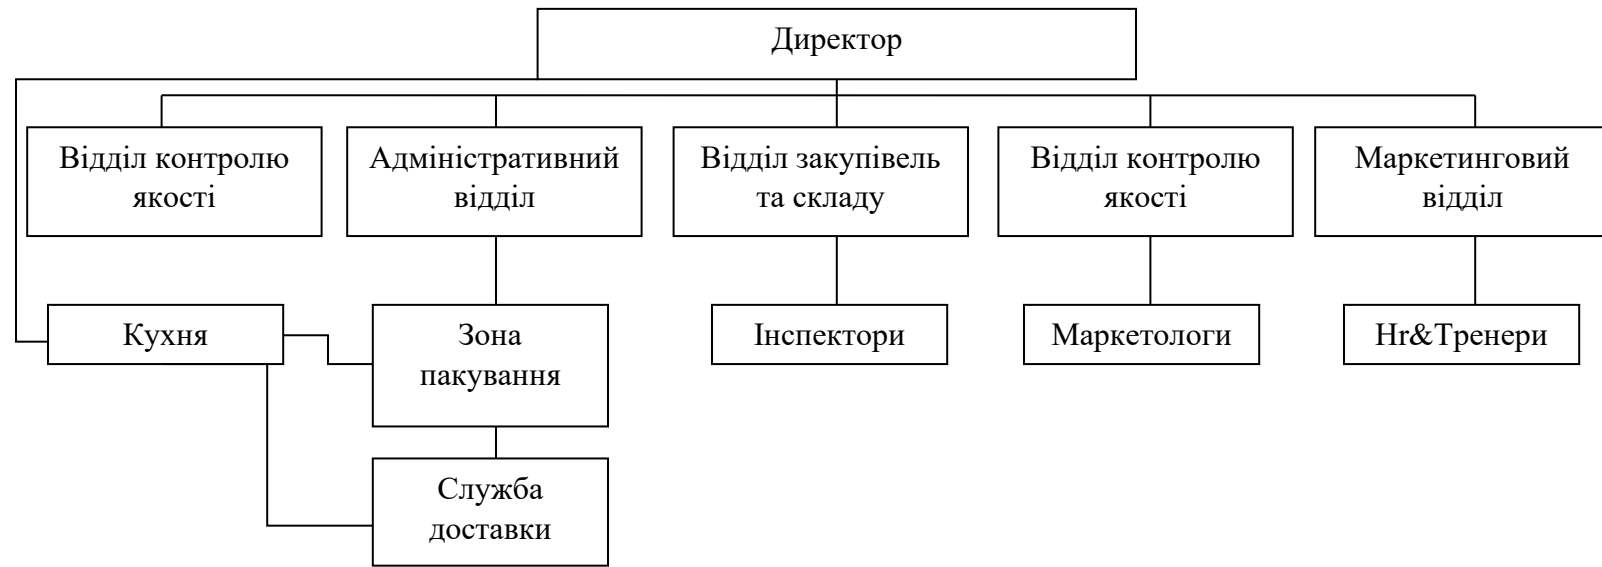 Директор
Відділ контролю
якості
Адміністративний
відділ
Відділ закупівель
та складу
Відділ контролю
якості
Маркетинговий
відділ
Кухня
Зона
пакування
Інспектори
Маркетологи
Hr&Тренери
Служба
доставки